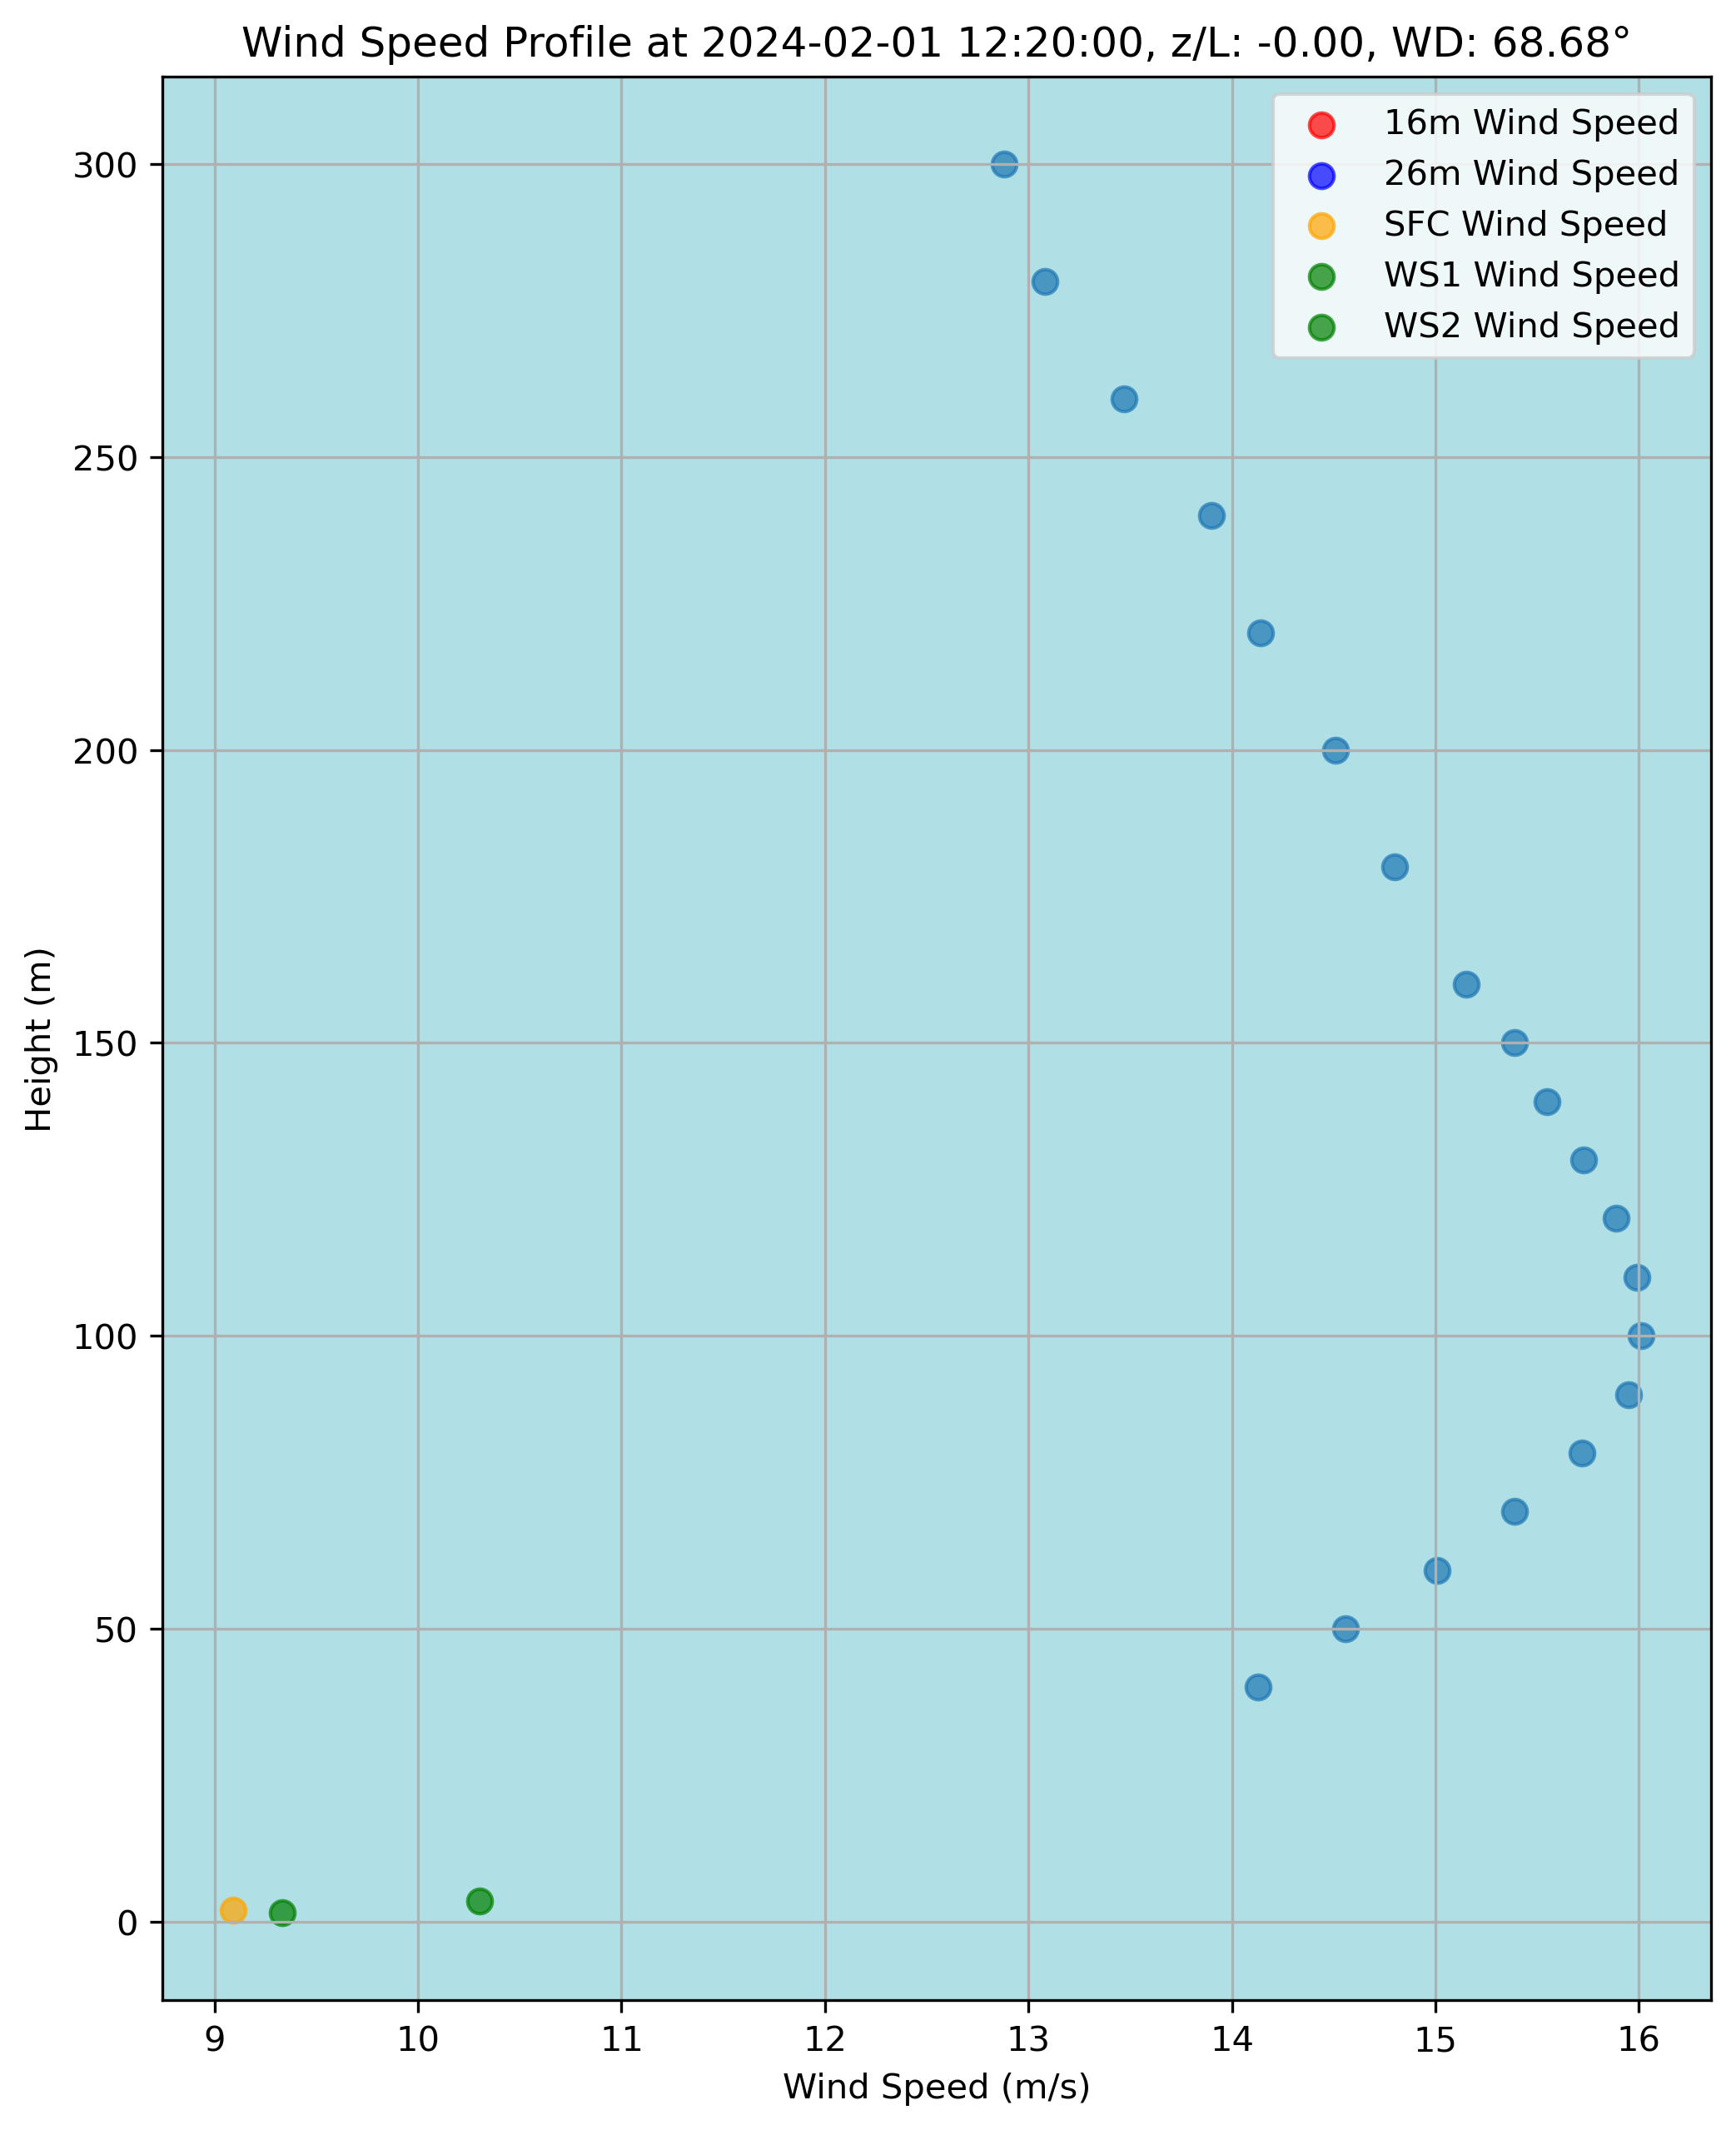 Wind Speed Profile at 2024-02-01 12:20:00, z/L: -0.00, WD: 68.68°
16m Wind Speed
26m Wind Speed
SFC Wind Speed
WS1 Wind Speed
WS2 Wind Speed
300
250
200
150
100
50
0
Height (m)
9 10 11 12 13 14 15 16
Wind Speed (m/s)